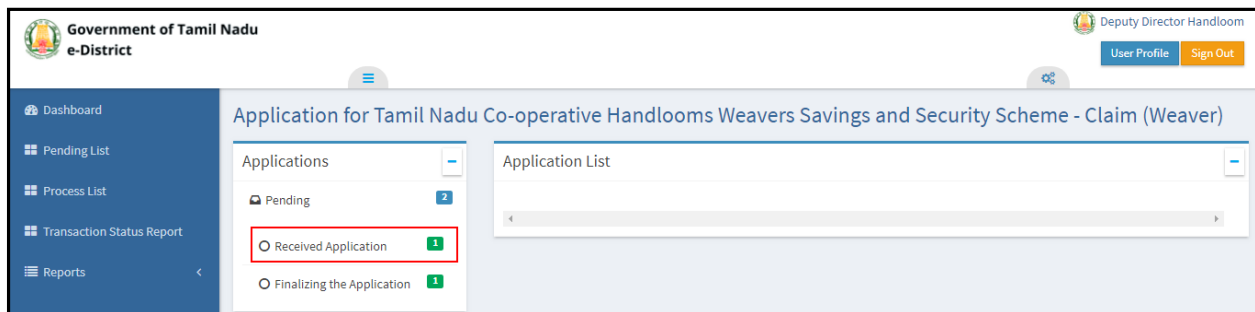 Government of Tamil Nadu
e-District
Deputy Director Handloom
User Profile
Sign Out
Dashboard
Pending List
Process List
Transaction Status Report
Reports
Application for Tamil Nadu Co-operative Handlooms Weavers Savings and Security Scheme - Claim (Weaver)
Applications
Pending 2
Received Application 1
Finalizing the Application 1
Application List